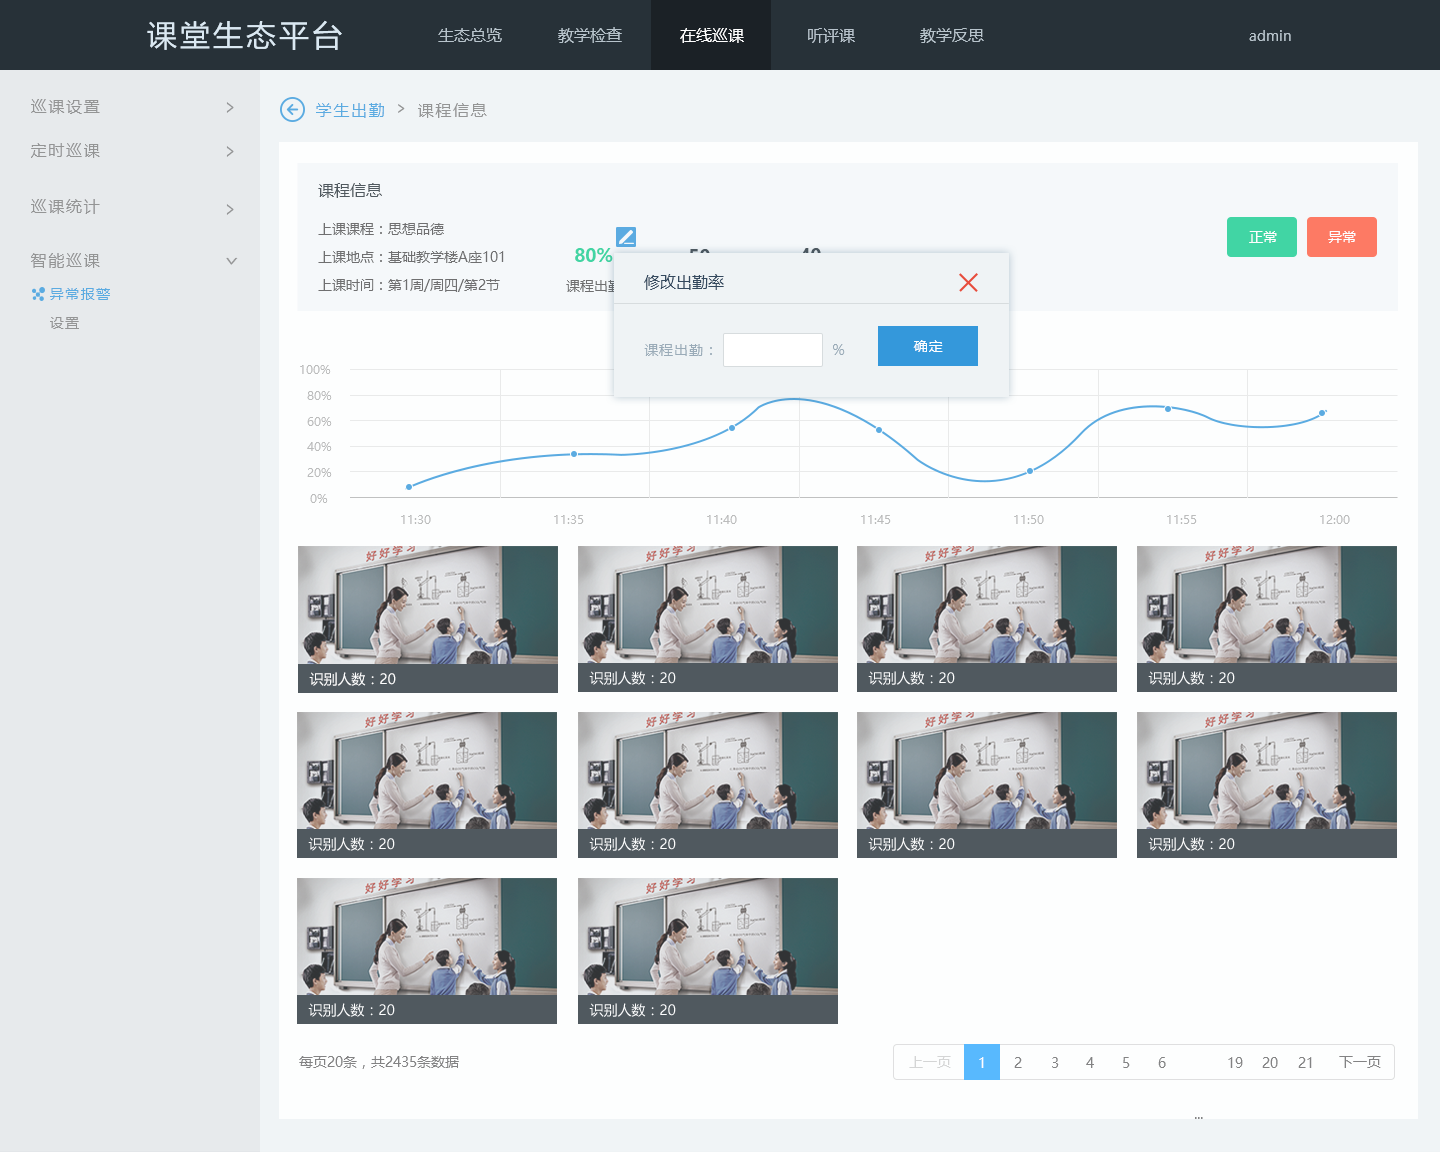 课堂生态平台 生态总览 教学检查 在线巡课 听评课 教学反思 admin
巡课设置
定时巡课
巡课统计
智能巡课
异常报警
设置
学生出勤 > 课程信息
课程信息
上课课程：思想品德
上课地点：基础教学楼A座101
上课时间：第1周/周四/第2节
80%
课程出勤
正常 异常
修改出勤率
课程出勤： % 确定
100%
80%
60%
40%
20%
0%
11:30 11:35 11:40 11:45 11:50 11:55 12:00
好好学习 好好学习 好好学习 好好学习
识别人数：20 识别人数：20 识别人数：20 识别人数：20
好好学习 好好学习 好好学习 好好学习
识别人数：20 识别人数：20 识别人数：20 识别人数：20
好好学习 好好学习
识别人数：20 识别人数：20
每页20条，共2435条数据
上一页 1 2 3 4 5 6 19 20 21 下一页
...